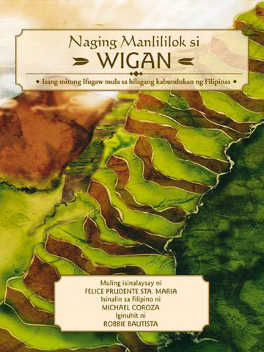 Naging Manlililok si
WIGAN
• Isang mitong Ifugaw mula sa hilagang kabundukan ng Filipinas •
Muling isinalaysay ni
FELICE PRUDENTE STA. MARIA
Isinalin sa Filipino ni
MICHAEL COROZA
Iginuhit ni
ROBBIE BAUTISTA